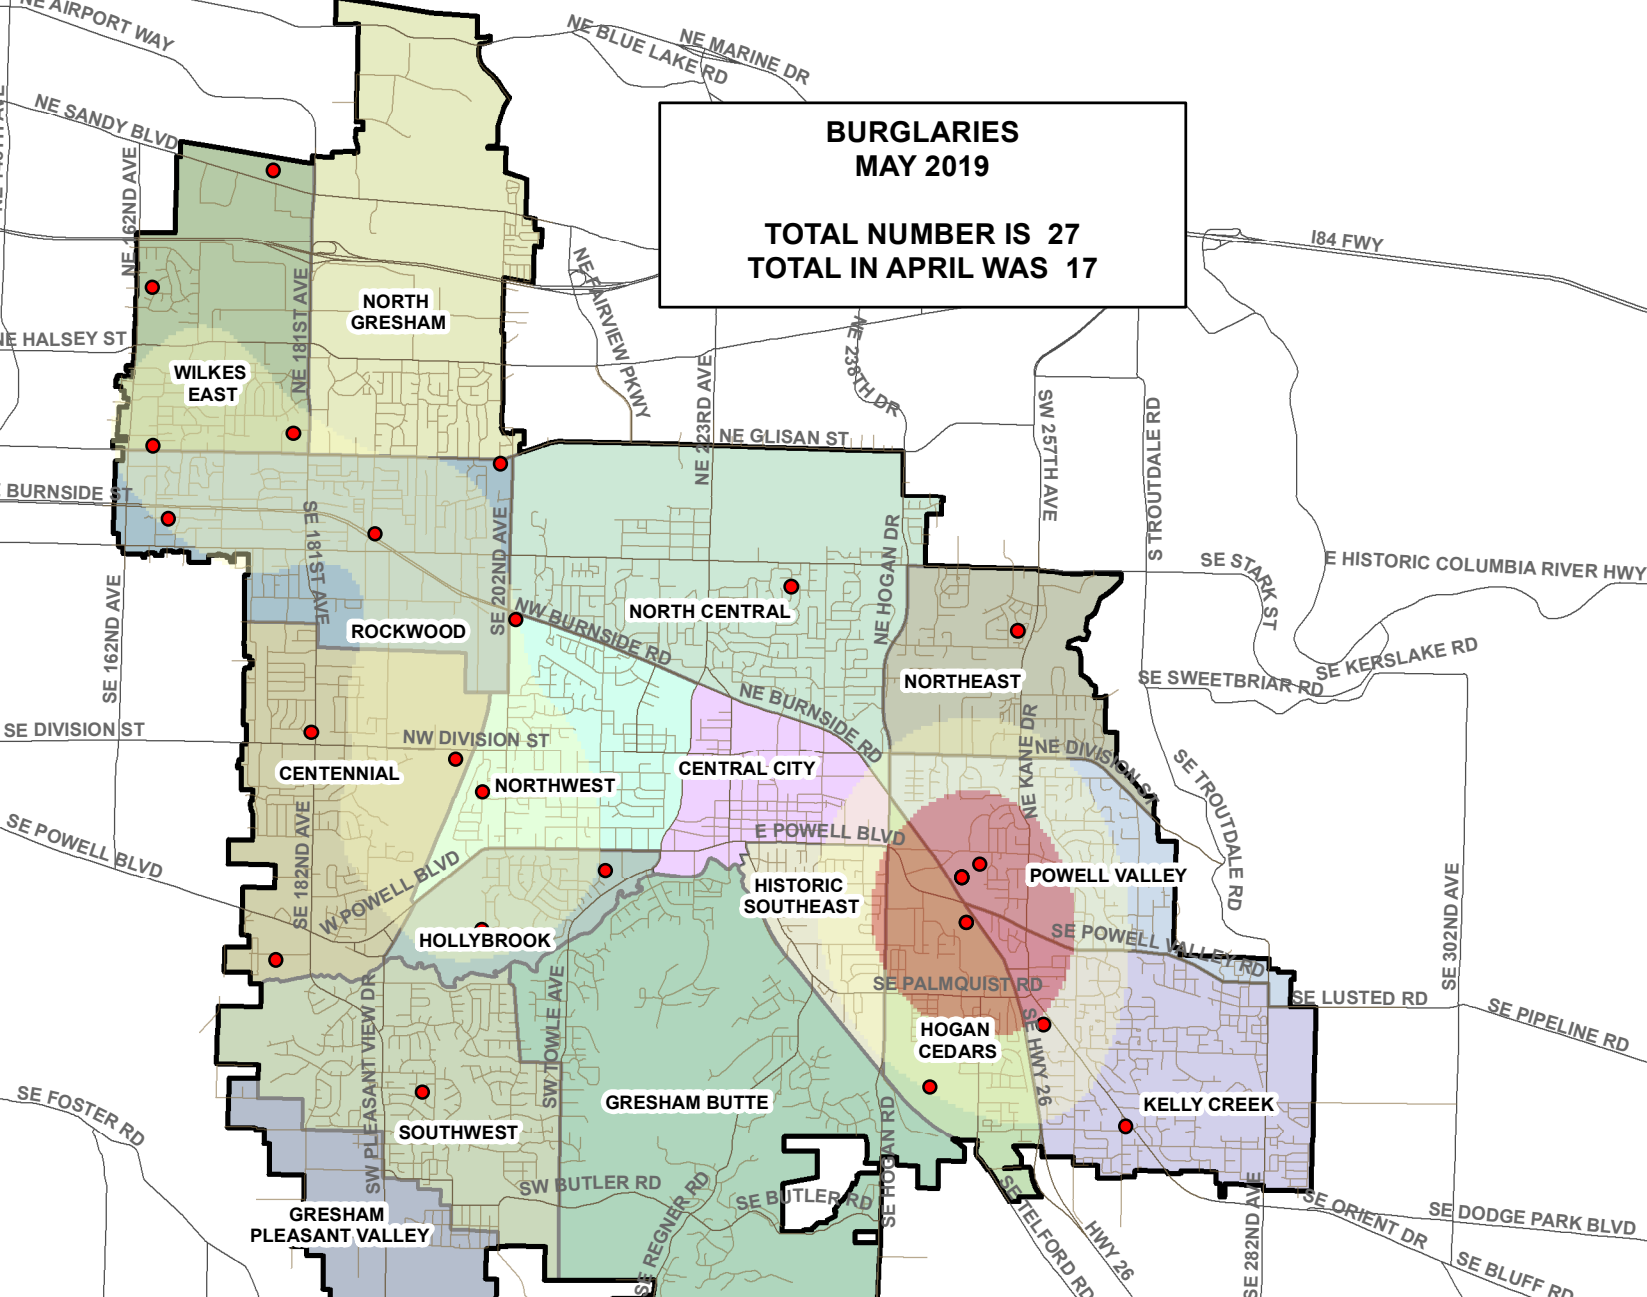 NE AIRPORT WAY
NE BLUE LAKE RD
NE MARINE DR
NE SANDY BLVD
BURGLARIES
MAY 2019
TOTAL NUMBER IS 27
TOTAL IN APRIL WAS 17
NE 162ND AVE
I84 FWY
NE FAIRVIEW PKWY
NE 181ST AVE
NORTH
GRESHAM
NE HALSEY ST
NE 238TH DR
WILKES
EAST
NE 223RD AVE
SW 257TH AVE
S TROUTDALE RD
NE GLISAN ST
BURNSIDE ST
SE 181ST AVE
SE 202ND AVE
NE HOGAN DR
SE STARK ST
E HISTORIC COLUMBIA RIVER HWY
SE 162ND AVE
NW BURNSIDE RD
NORTH CENTRAL
ROCKWOOD
SE KERSLAKE RD
NORTHEAST
SE SWEETBRIAR RD
NE BURNSIDE RD
NE KANE DR
SE DIVISION ST
NW DIVISION ST
NE DIVISION ST
CENTENNIAL
NORTHWEST
CENTRAL CITY
SE TROUTDALE RD
SE POWELL BLVD
SE 182ND AVE
E POWELL BLVD
W POWELL BLVD
HISTORIC
SOUTHEAST
POWELL VALLEY
SE 302ND AVE
HOLLYBROOK
SE POWELL VALLEY RD
SE PALMQUIST RD
SE LUSTED RD
SE PIPELINE RD
SW PLEASANT VIEW DR
SW TOWLE AVE
HOGAN
CEDARS
SE HWY 26
SE FOSTER RD
GRESHAM BUTTE
KELLY CREEK
SOUTHWEST
SE HOGAN RD
SW BUTLER RD
SE BUTLER RD
SE REGNER RD
GRESHAM
PLEASANT VALLEY
SE TELFORD RD
HWY 26
SE 282ND AVE
SE ORIENT DR
SE DODGE PARK BLVD
SE BLUFF RD